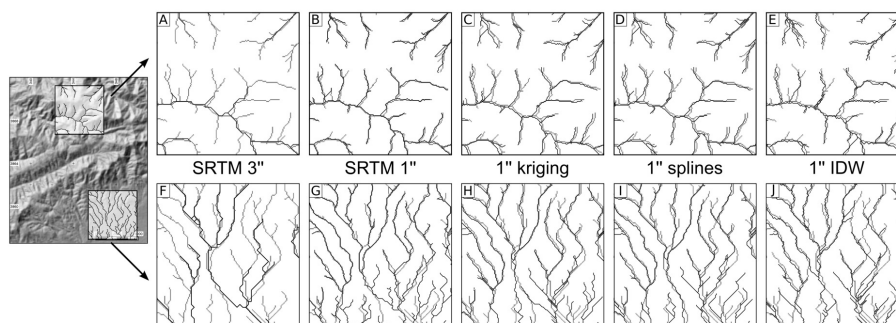 A
B
C
D
E
SRTM 3"
SRTM 1"
1" kriging
1" splines
1" IDW
F
G
H
I
J